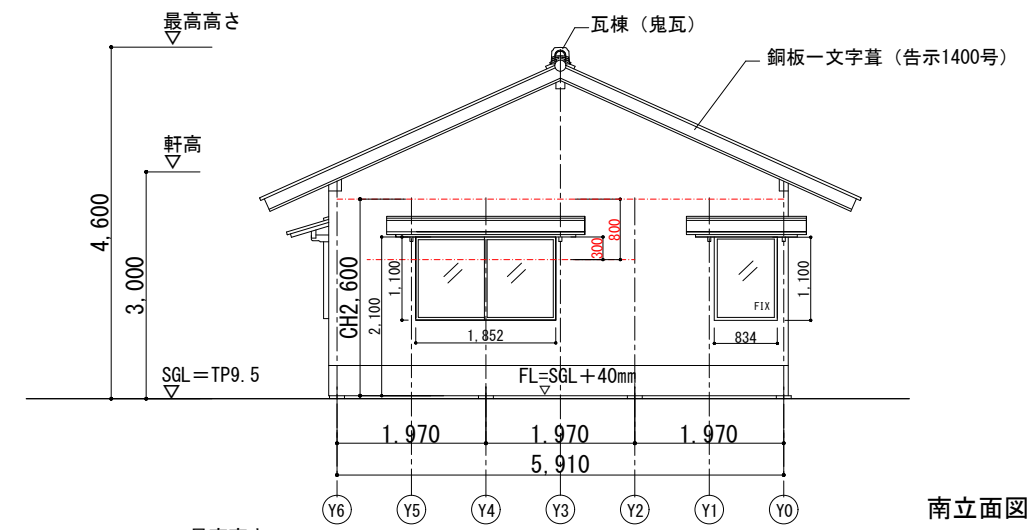 最高高さ
瓦棟（鬼瓦）
銅板一文字葺（告示1400号）
軒高
4,600
3,000
CH2,600
2,100
1,100
300
800
1,100
FIX
1,852
834
SGL＝TP9.5
FL=SGL＋40mm
1.970
1.970
1.970
5,910
Y6
Y5
Y4
Y3
Y2
Y1
Y0
南立面図